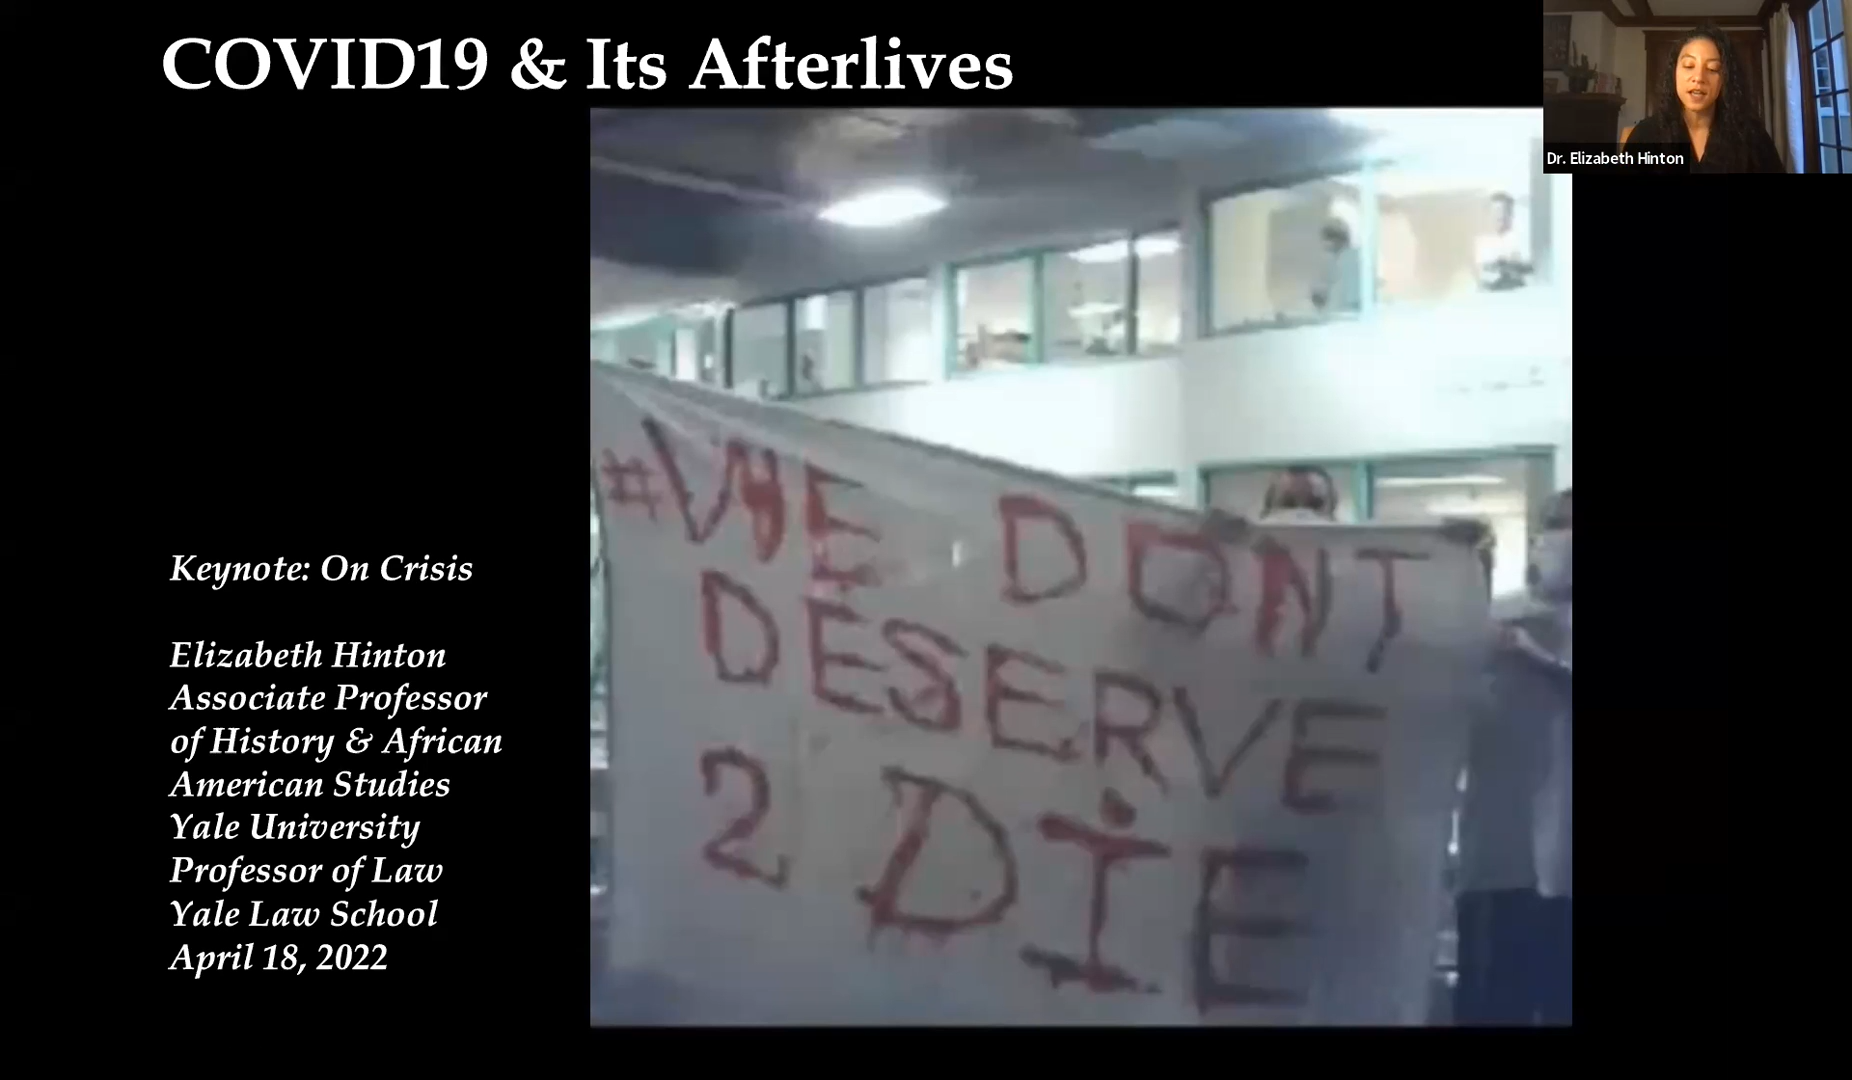 COVID19 & Its Afterlives
Dr. Elizabeth Hinton
#WE DONT
DESERVE
2 DIE
Keynote: On Crisis
Elizabeth Hinton
Associate Professor
of History & African
American Studies
Yale University
Professor of Law
Yale Law School
April 18, 2022